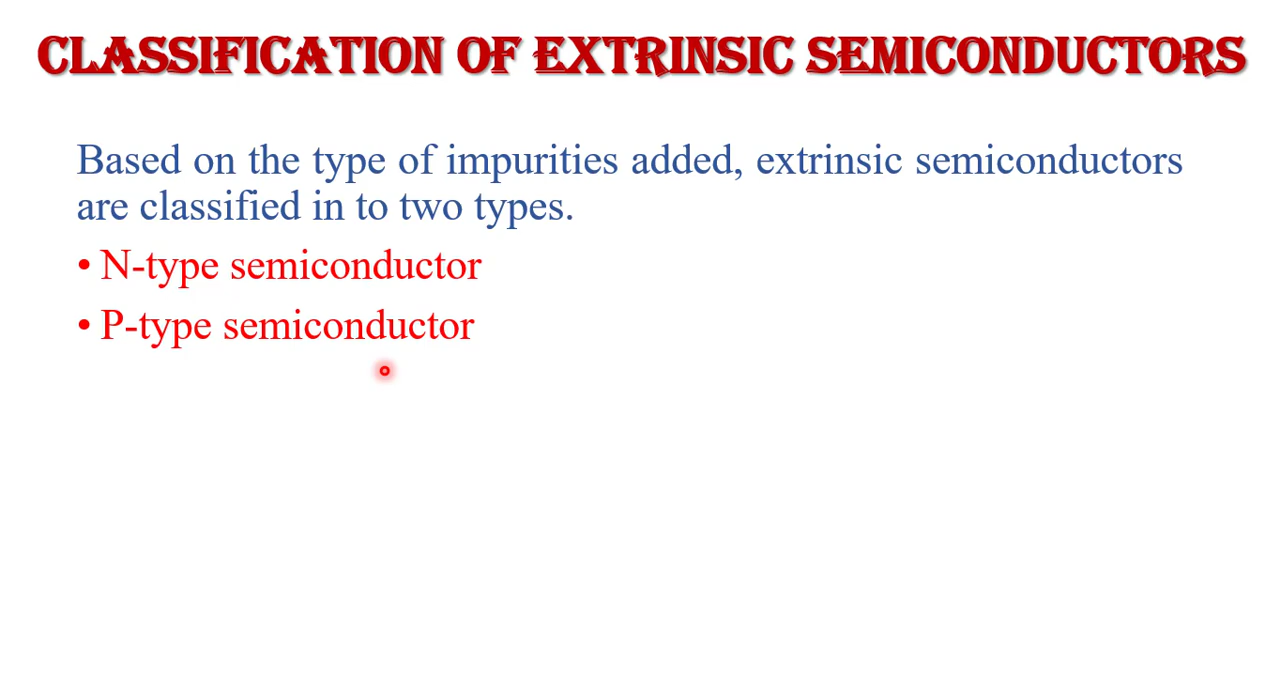 CLASSIFICATION OF EXTRINSIC SEMICONDUCTORS
Based on the type of impurities added, extrinsic semiconductors
are classified in to two types.
• N-type semiconductor
• P-type semiconductor